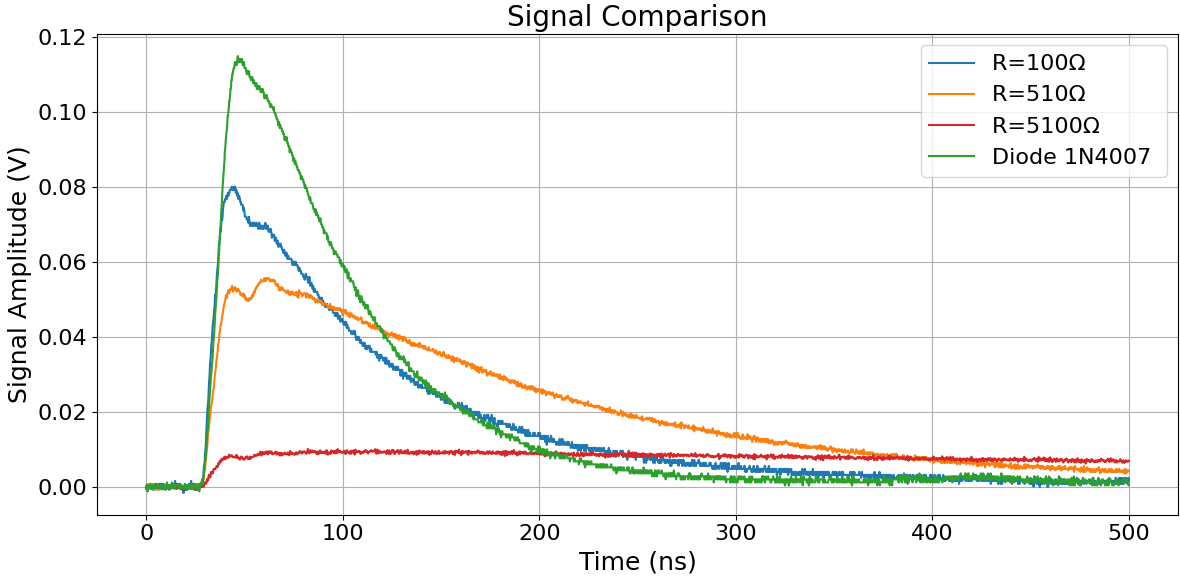 Signal Comparison
Signal Amplitude (V)
0.12
0.10
0.08
0.06
0.04
0.02
0.00
R=100Ω
R=510Ω
R=5100Ω
Diode 1N4007
0
100
200
300
400
500
Time (ns)